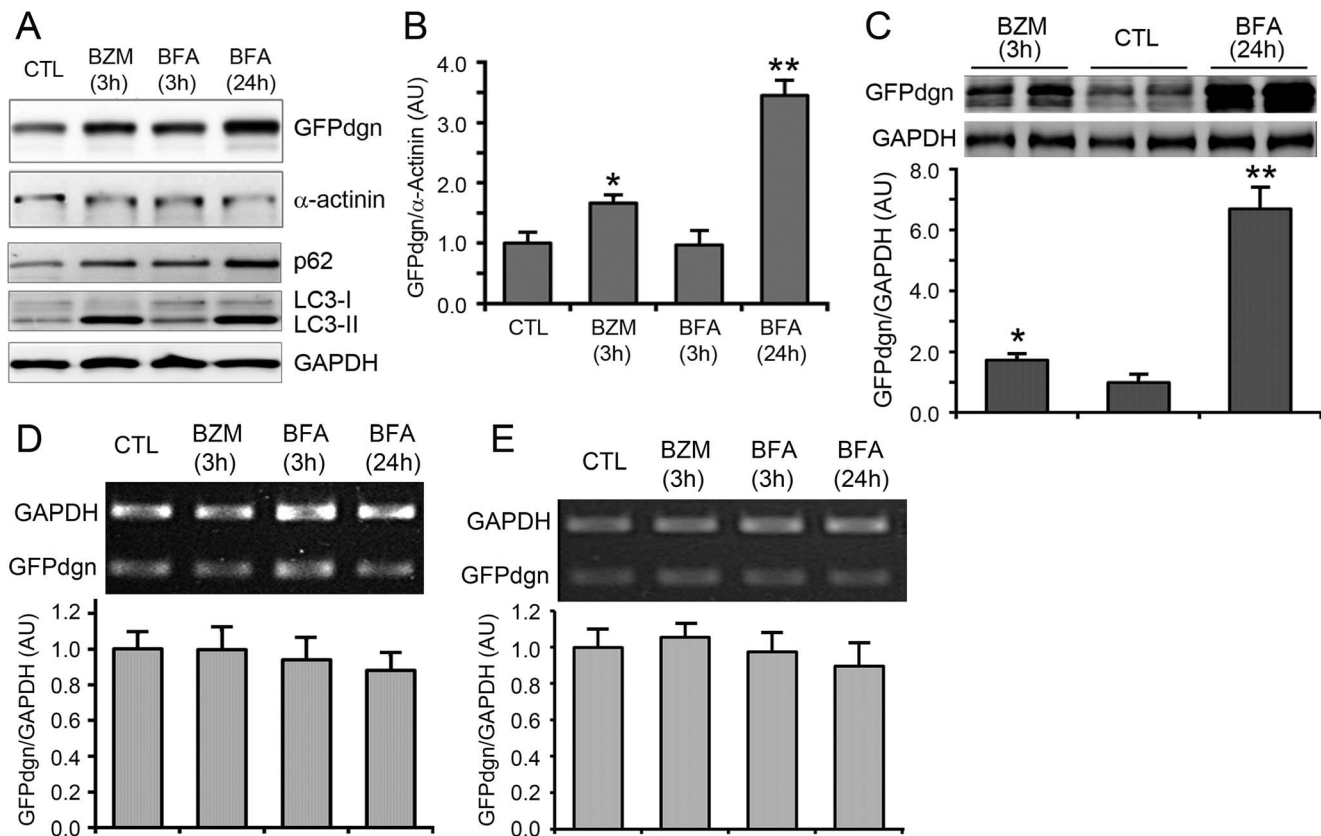 A
CTL BZM (3h) BFA (3h) BFA (24h)
GFPdgn
α-actinin
p62
LC3-I
LC3-II
GAPDH
B
GFPdgn/α-Actinin (AU)
4.0
3.0
2.0
1.0
0.0
*
**
CTL BZM (3h) BFA (3h) BFA (24h)
C
BZM (3h) CTL BFA (24h)
GFPdgn
GAPDH
GFPdgn/GAPDH (AU)
8.0
6.0
4.0
2.0
0.0
*
**
D
CTL BZM (3h) BFA (3h) BFA (24h)
GAPDH
GFPdgn
GFPdgn/GAPDH (AU)
1.2
1.0
0.8
0.6
0.4
0.2
0.0
E
CTL BZM (3h) BFA (3h) BFA (24h)
GAPDH
GFPdgn
GFPdgn/GAPDH (AU)
1.2
1.0
0.8
0.6
0.4
0.2
0.0